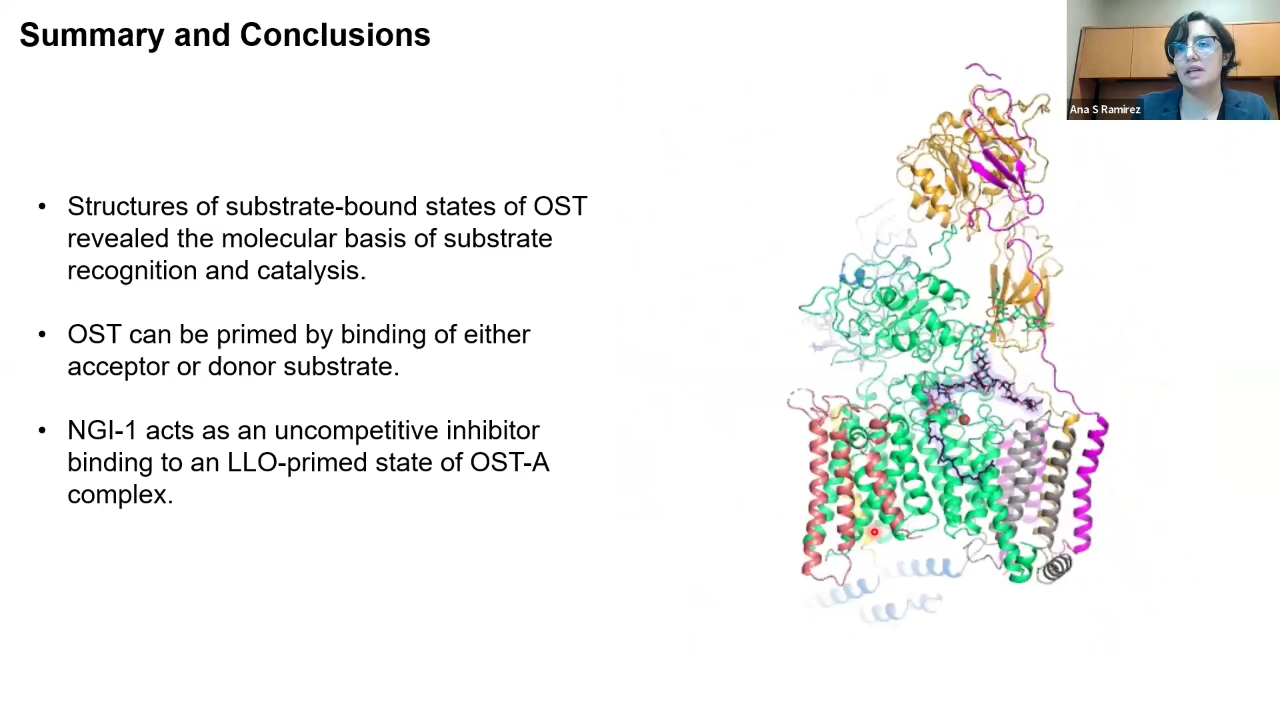 Summary and Conclusions
Ana S Ramirez
• Structures of substrate-bound states of OST
revealed the molecular basis of substrate
recognition and catalysis.
• OST can be primed by binding of either
acceptor or donor substrate.
• NGI-1 acts as an uncompetitive inhibitor
binding to an LLO-primed state of OST-A
complex.